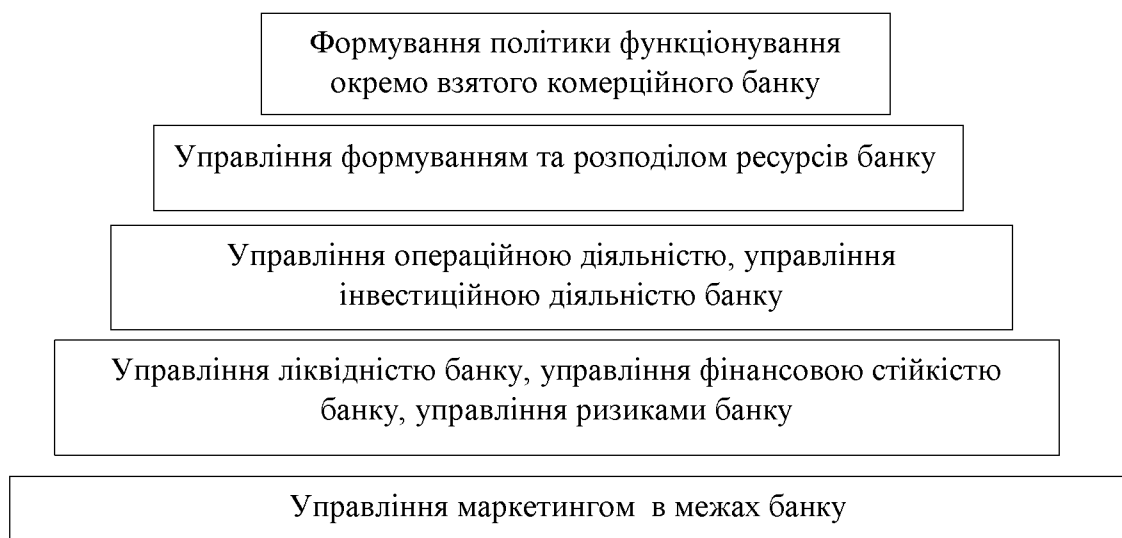 Формування політики функціонування
окремо взятого комерційного банку
Управління формуванням та розподілом ресурсів банку
Управління операційною діяльністю, управління
інвестиційною діяльністю банку
Управління ліквідністю банку, управління фінансовою стійкістю
банку, управління ризиками банку
Управління маркетингом в межах банку